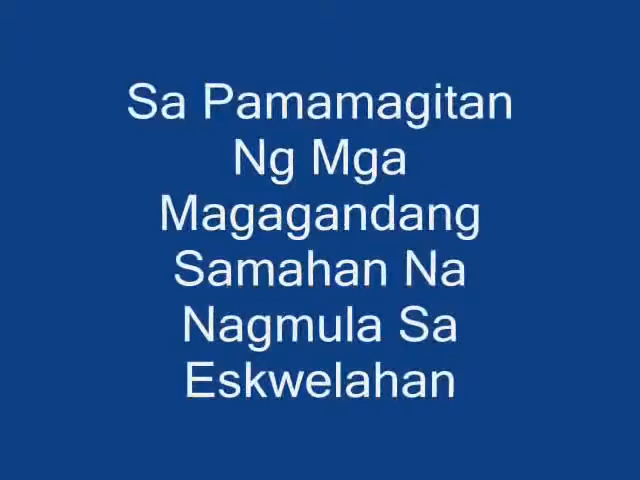 Sa Pamamagitan
Ng Mga
Magagandang
Samahan Na
Nagmula Sa
Eskwelahan